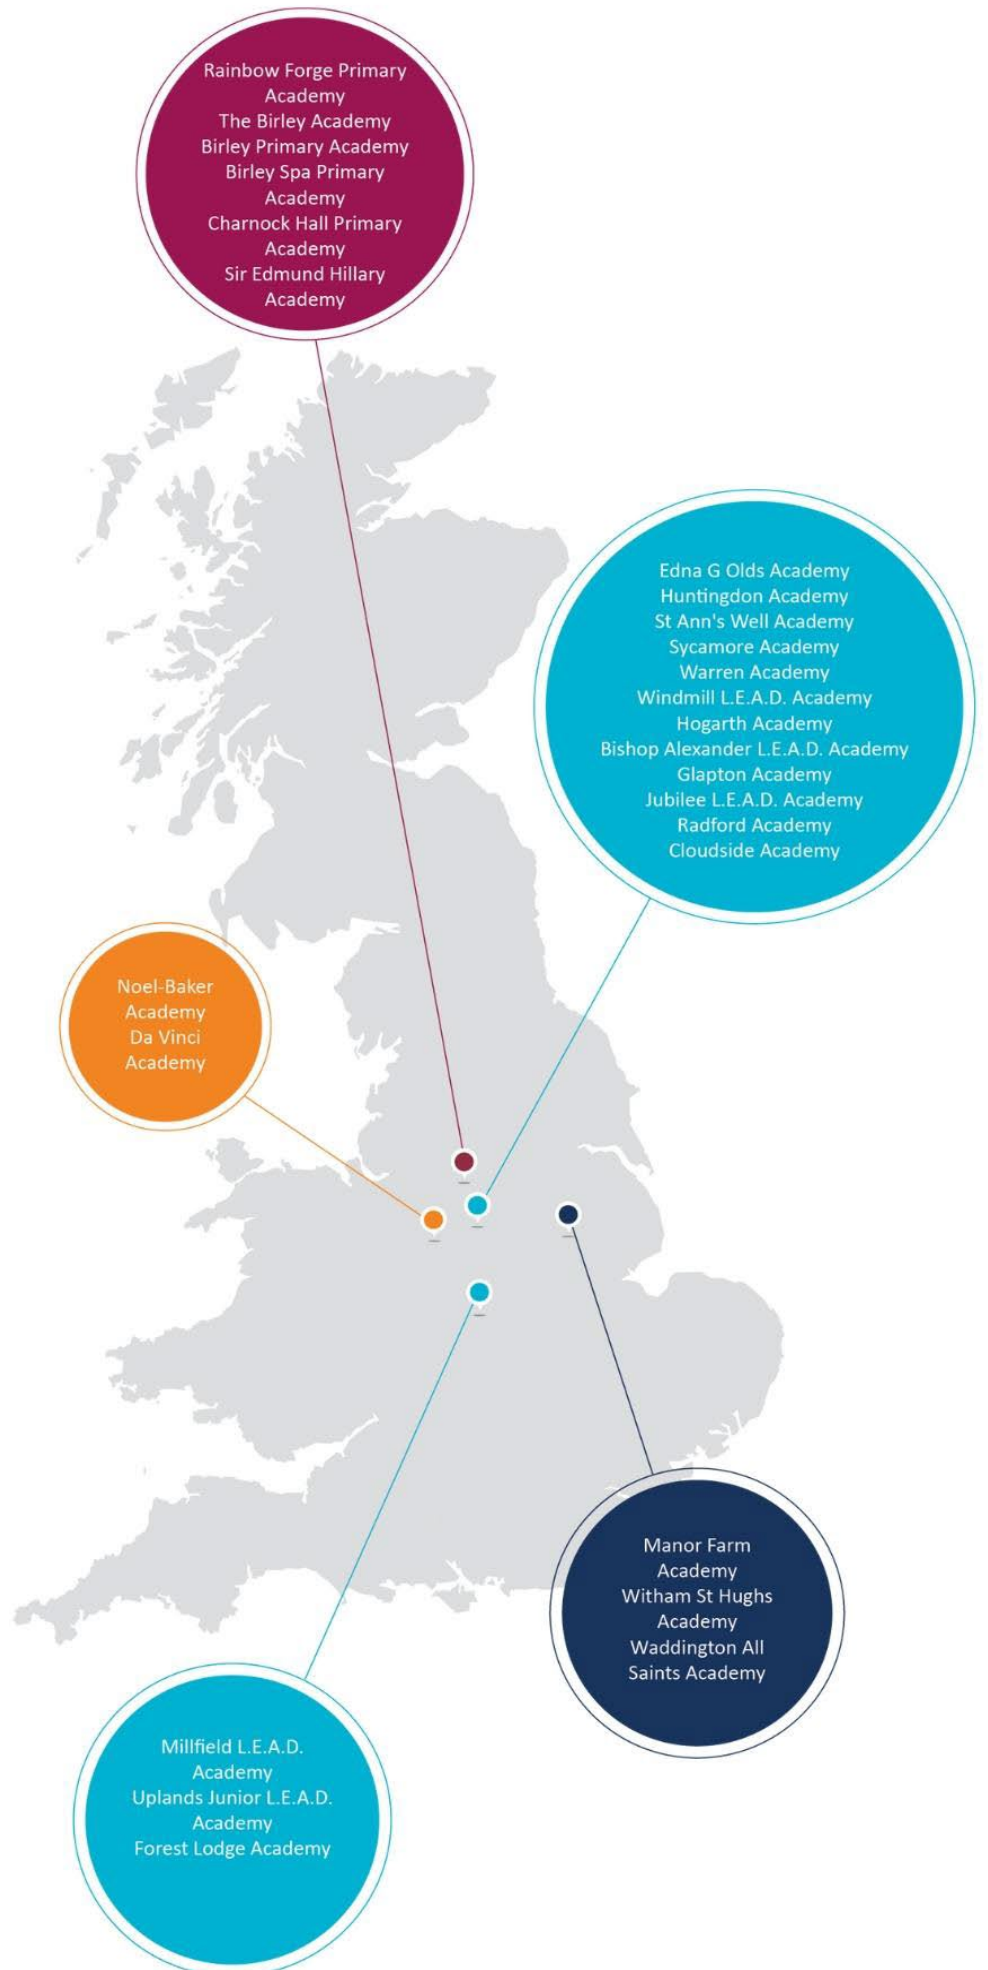 Rainbow Forge Primary
Academy
The Birley Academy
Birley Primary Academy
Birley Spa Primary
Academy
Charnock Hall Primary
Academy
Sir Edmund Hillary
Academy
Edna G Olds Academy
Huntingdon Academy
St Ann's Well Academy
Sycamore Academy
Warren Academy
Windmill L.E.A.D. Academy
Hogarth Academy
Bishop Alexander L.E.A.D. Academy
Glapton Academy
Jubilee L.E.A.D. Academy
Radford Academy
Cloudside Academy
Noel-Baker
Academy
Da Vinci
Academy
Manor Farm
Academy
Witham St Hughs
Academy
Waddington All
Saints Academy
Millfield L.E.A.D.
Academy
Uplands Junior L.E.A.D.
Academy
Forest Lodge Academy